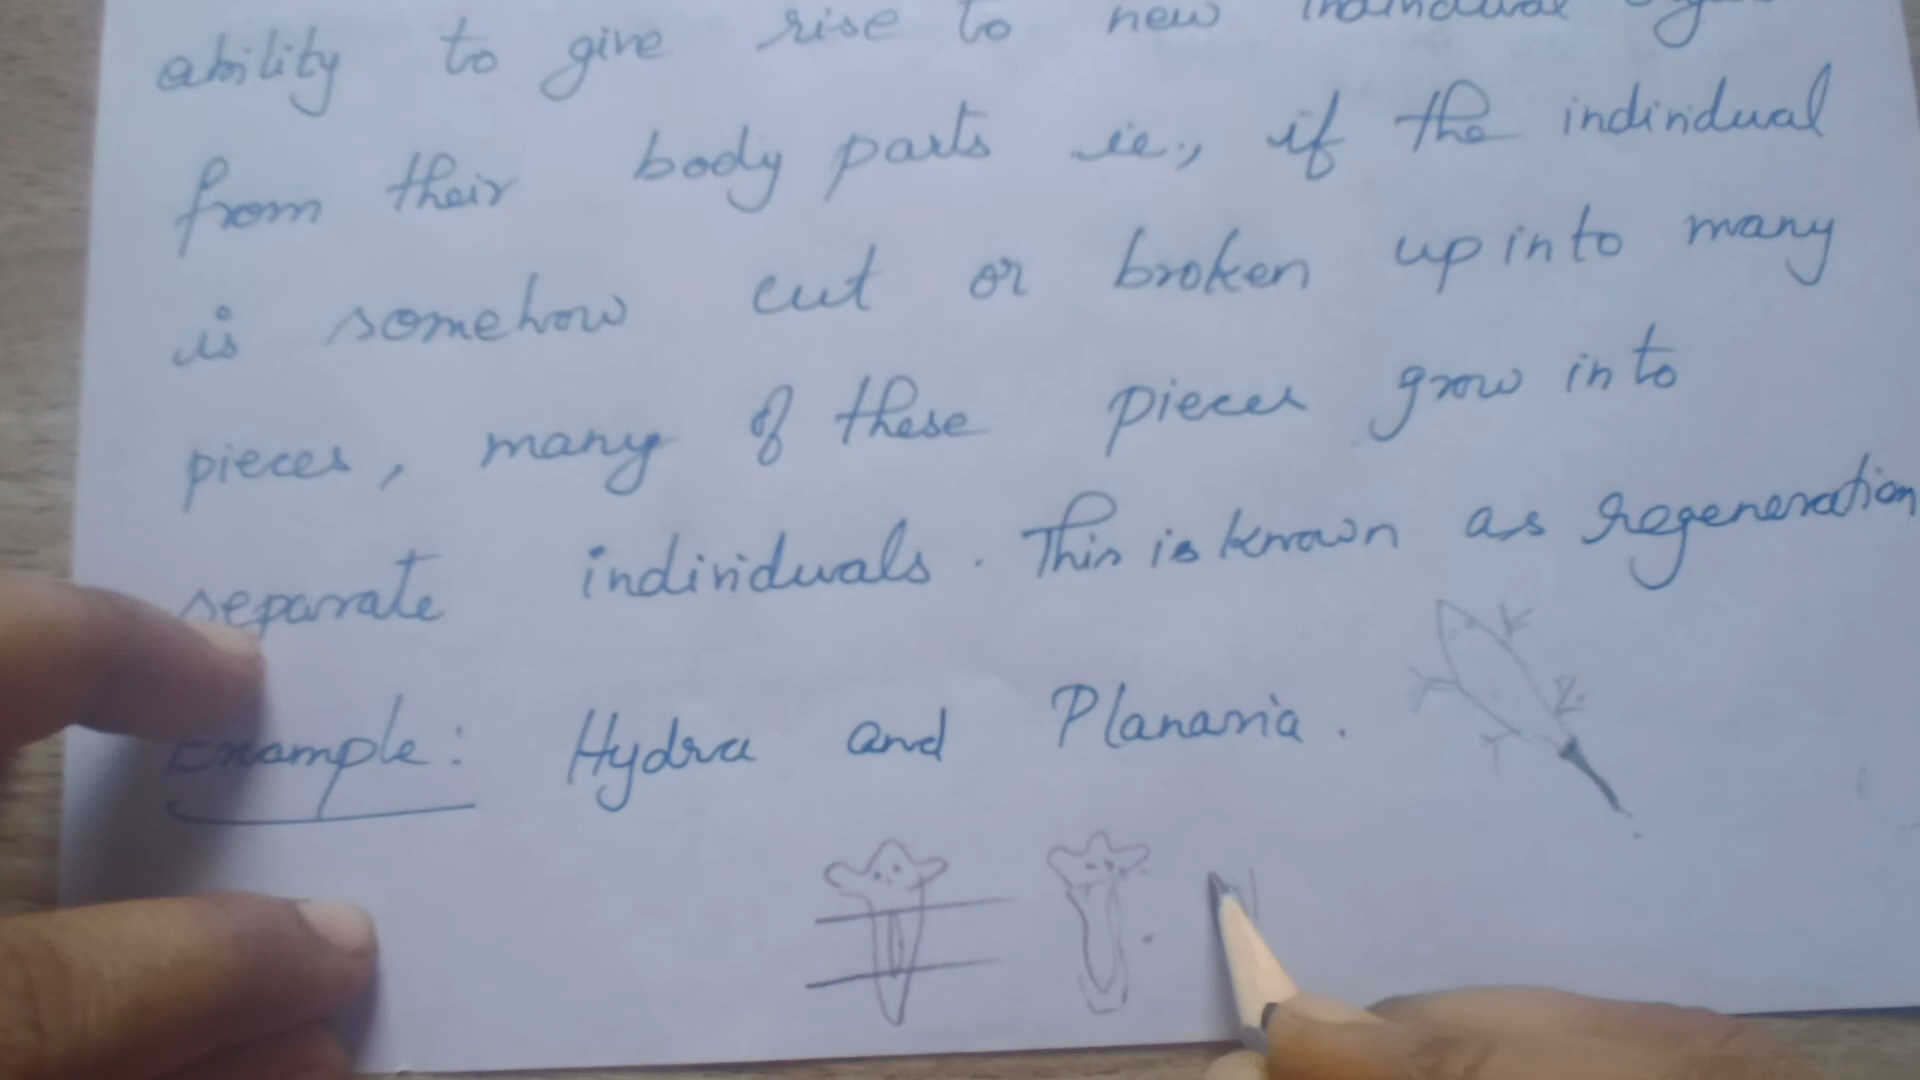 ability to give rise to new individual
from their body parts ie., if the individual
is somehow cut or broken up into many
pieces, many of these pieces grow into
separate individuals. This is known as regeneration
Example: Hydra and Planaria.